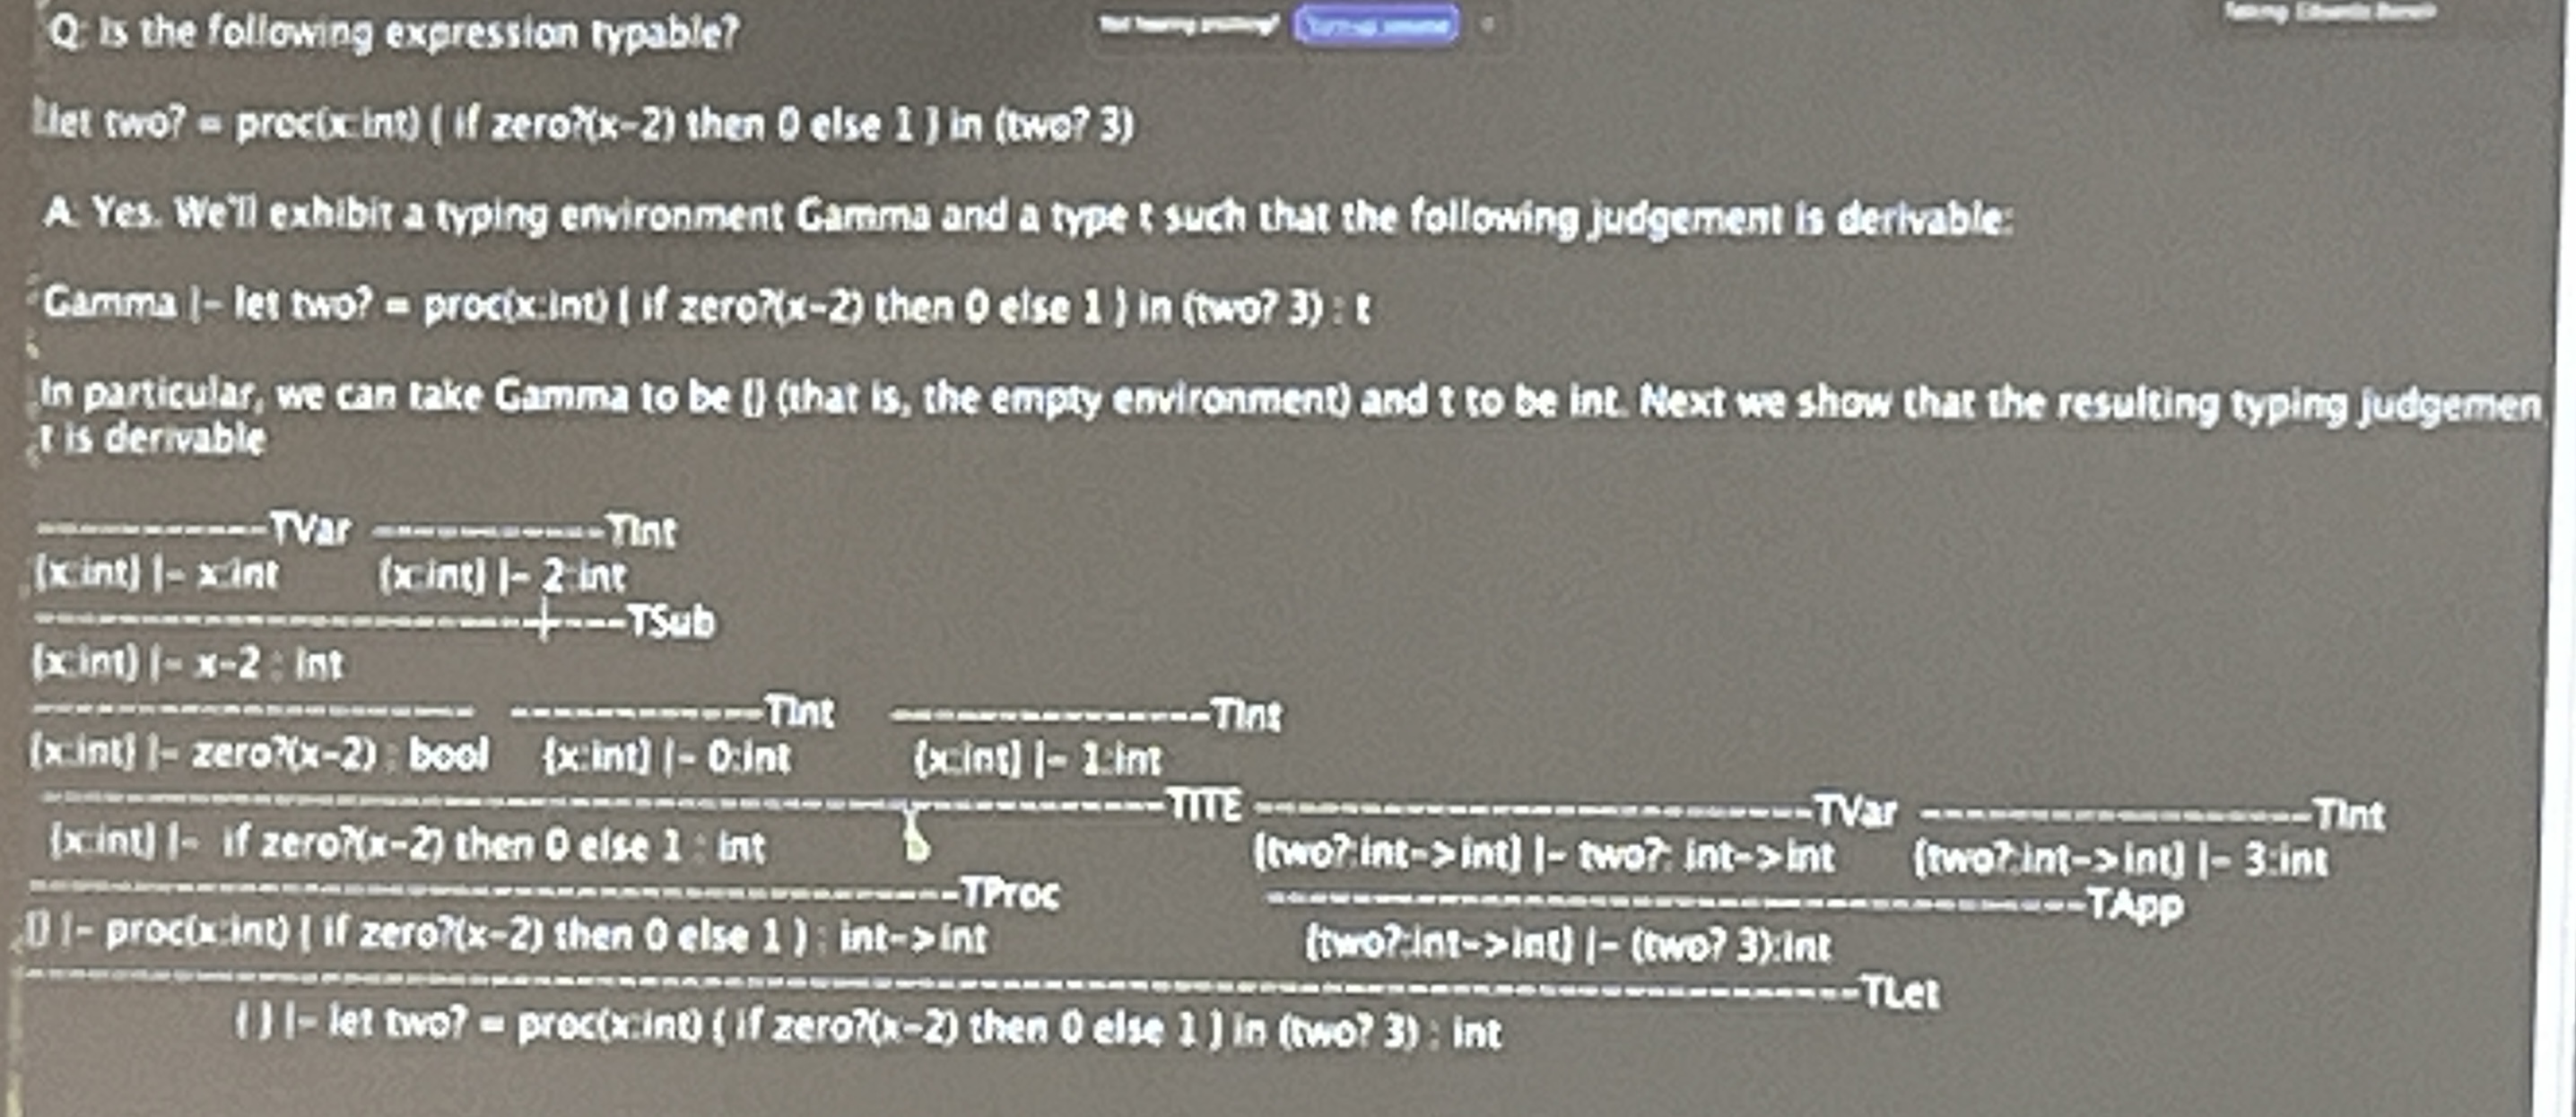 Q: Is the following expression typable?
let two? = proc(x:int) { if zero?(x-2) then 0 else 1 } in (two? 3)
A: Yes. We'll exhibit a typing environment Gamma and a type t such that the following judgement is derivable:
Gamma |- let two? = proc(x:int) { if zero?(x-2) then 0 else 1 } in (two? 3) : t
In particular, we can take Gamma to be {} (that is, the empty environment) and t to be int. Next we show that the resulting typing judgemen
t is derivable
------------TVar ------------TInt
{x:int} |- x:int {x:int} |- 2:int
-------------------------------TSub
{x:int} |- x-2 : int
----------------------- -------------TInt ----------------TInt
{x:int} |- zero?(x-2) : bool {x:int} |- 0:int {x:int} |- 1:int
-----------------------------------------------------------TITE -----------------------------TVar --------------------TInt
{x:int} |- if zero?(x-2) then 0 else 1 : int {two?:int->int} |- two?: int->int {two?:int->int} |- 3:int
------------------------------------------------TProc ------------------------------------------TApp
{} |- proc(x:int) { if zero?(x-2) then 0 else 1 } : int->int {two?:int->int} |- (two? 3):int
-----------------------------------------------------------------------------------------------TLet
{ } |- let two? = proc(x:int) { if zero?(x-2) then 0 else 1 } in (two? 3) : int